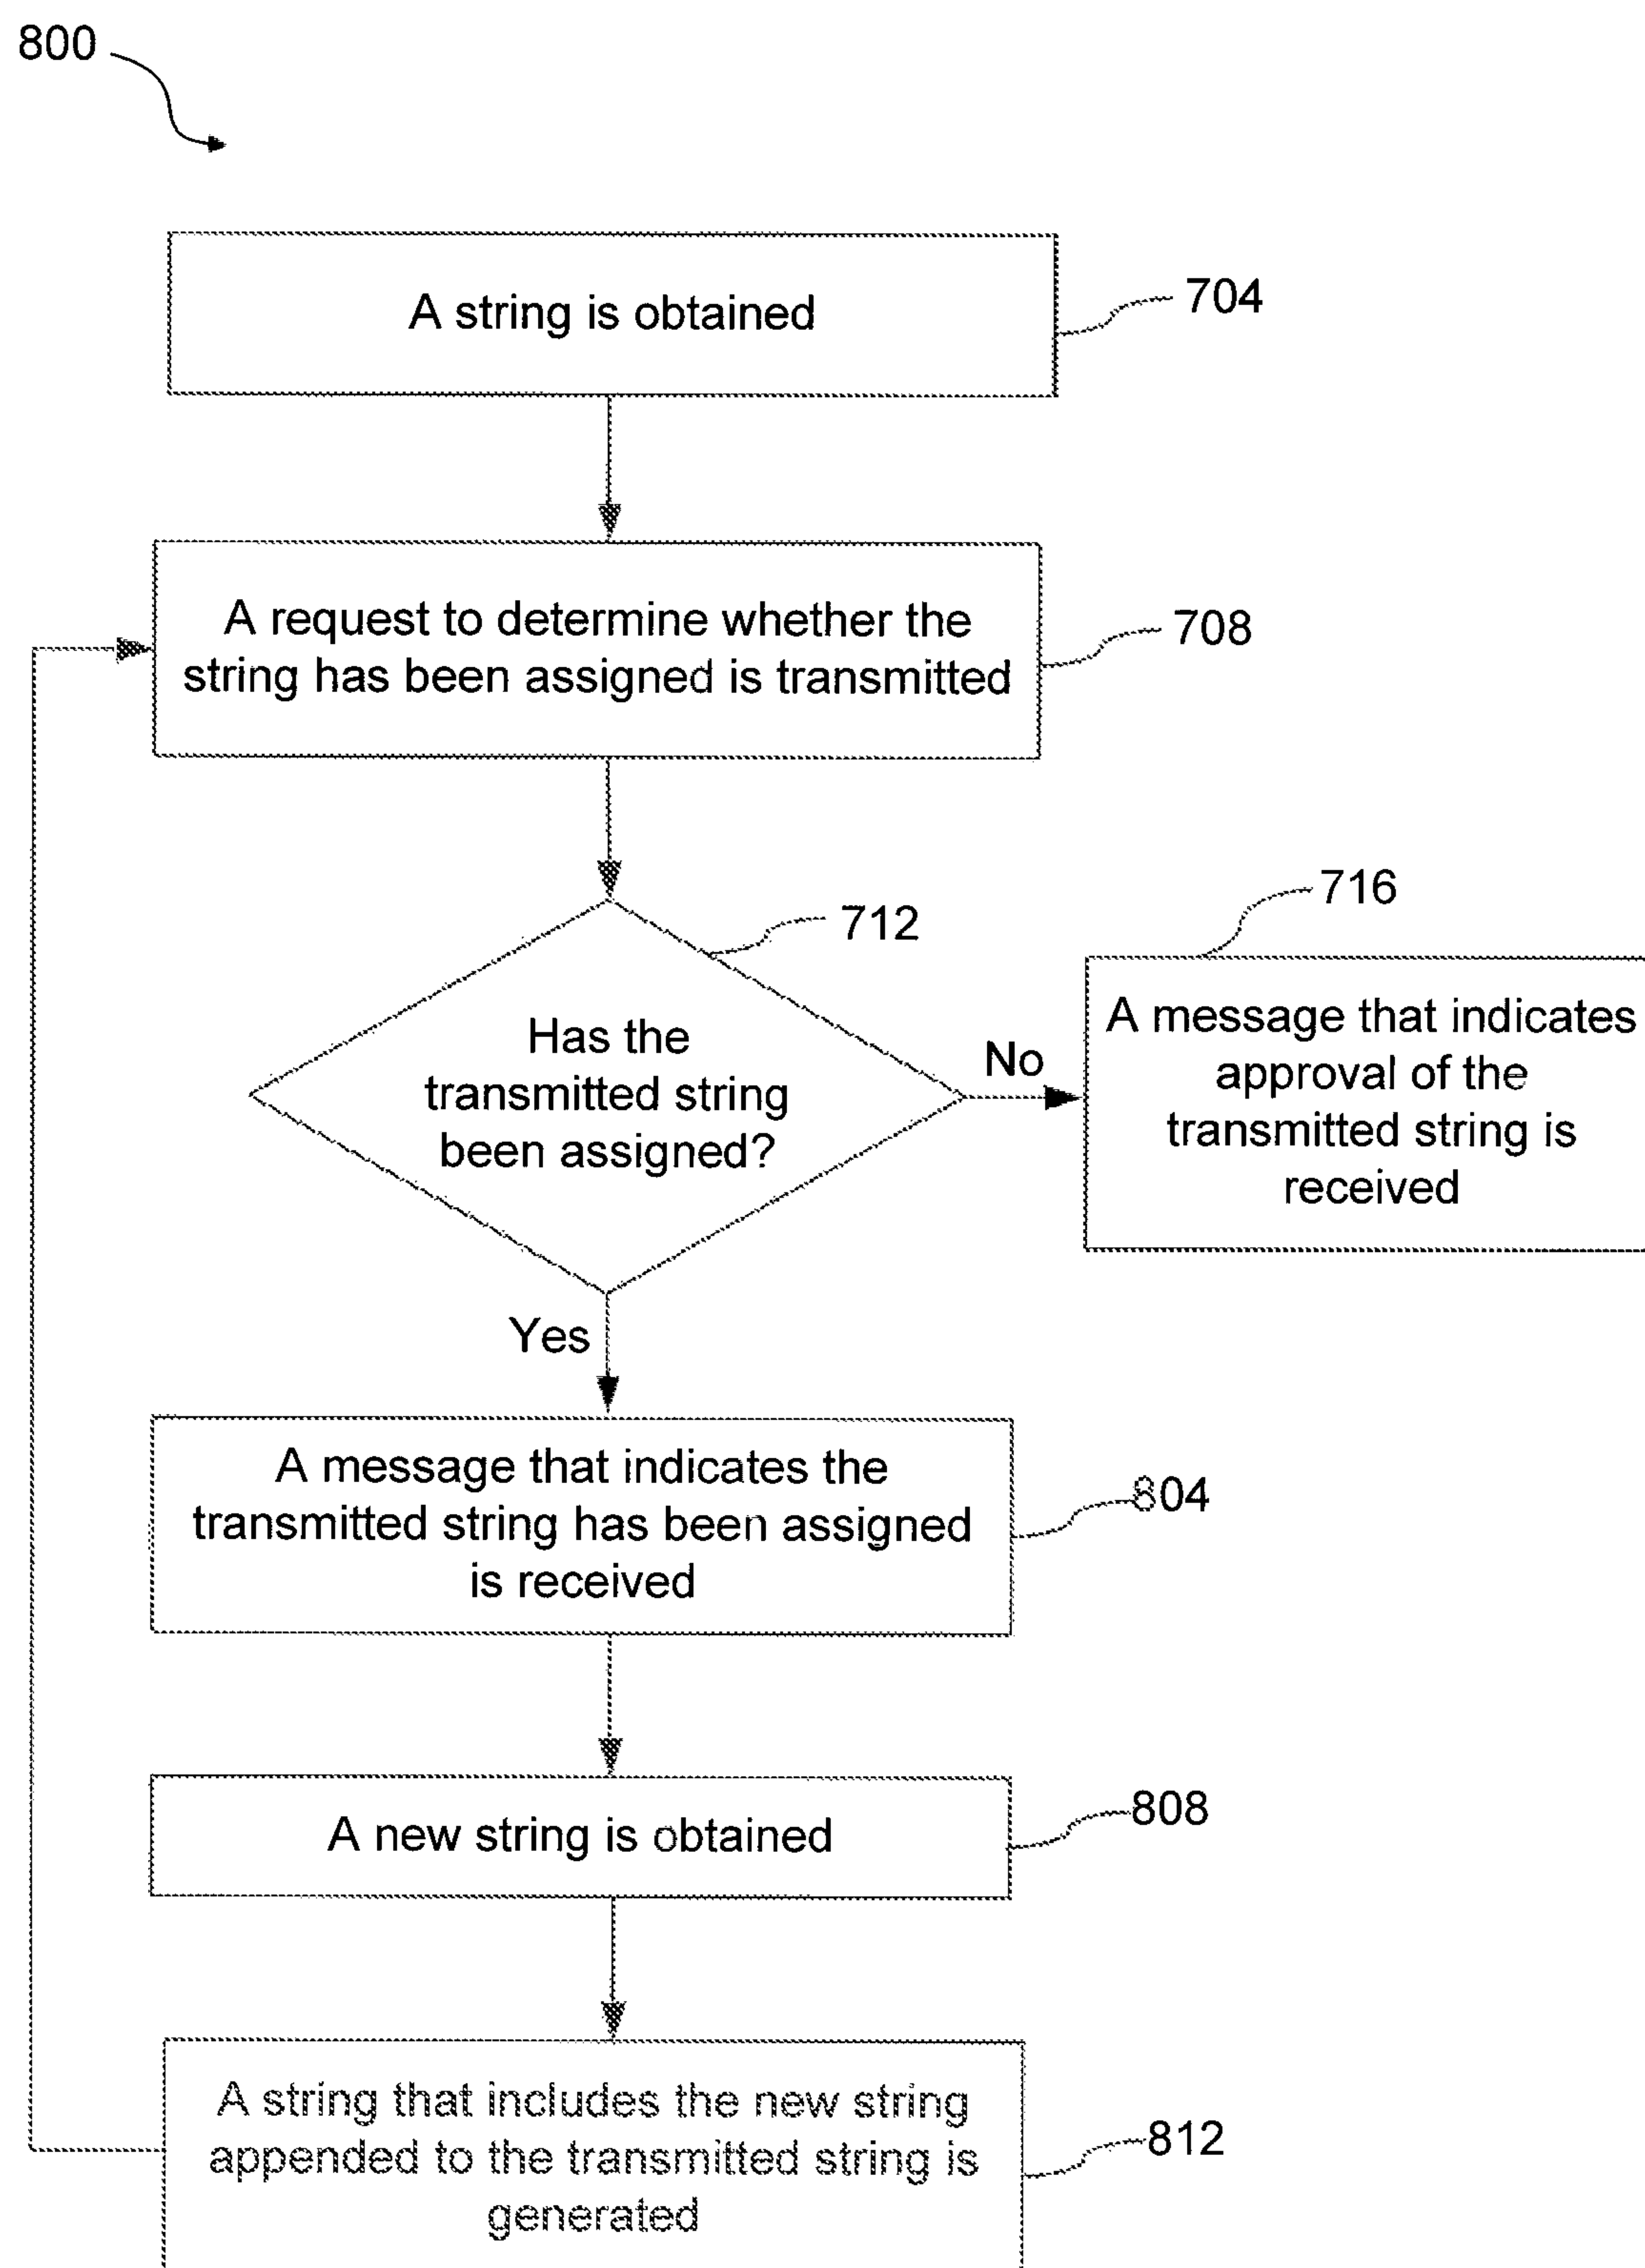 800
A string is obtained
704
A request to determine whether the
string has been assigned is transmitted
708
712
Has the
transmitted string
been assigned?
No
716
A message that indicates
approval of the
transmitted string is
received
Yes
A message that indicates the
transmitted string has been assigned
is received
804
A new string is obtained
808
A string that includes the new string
appended to the transmitted string is
generated
812